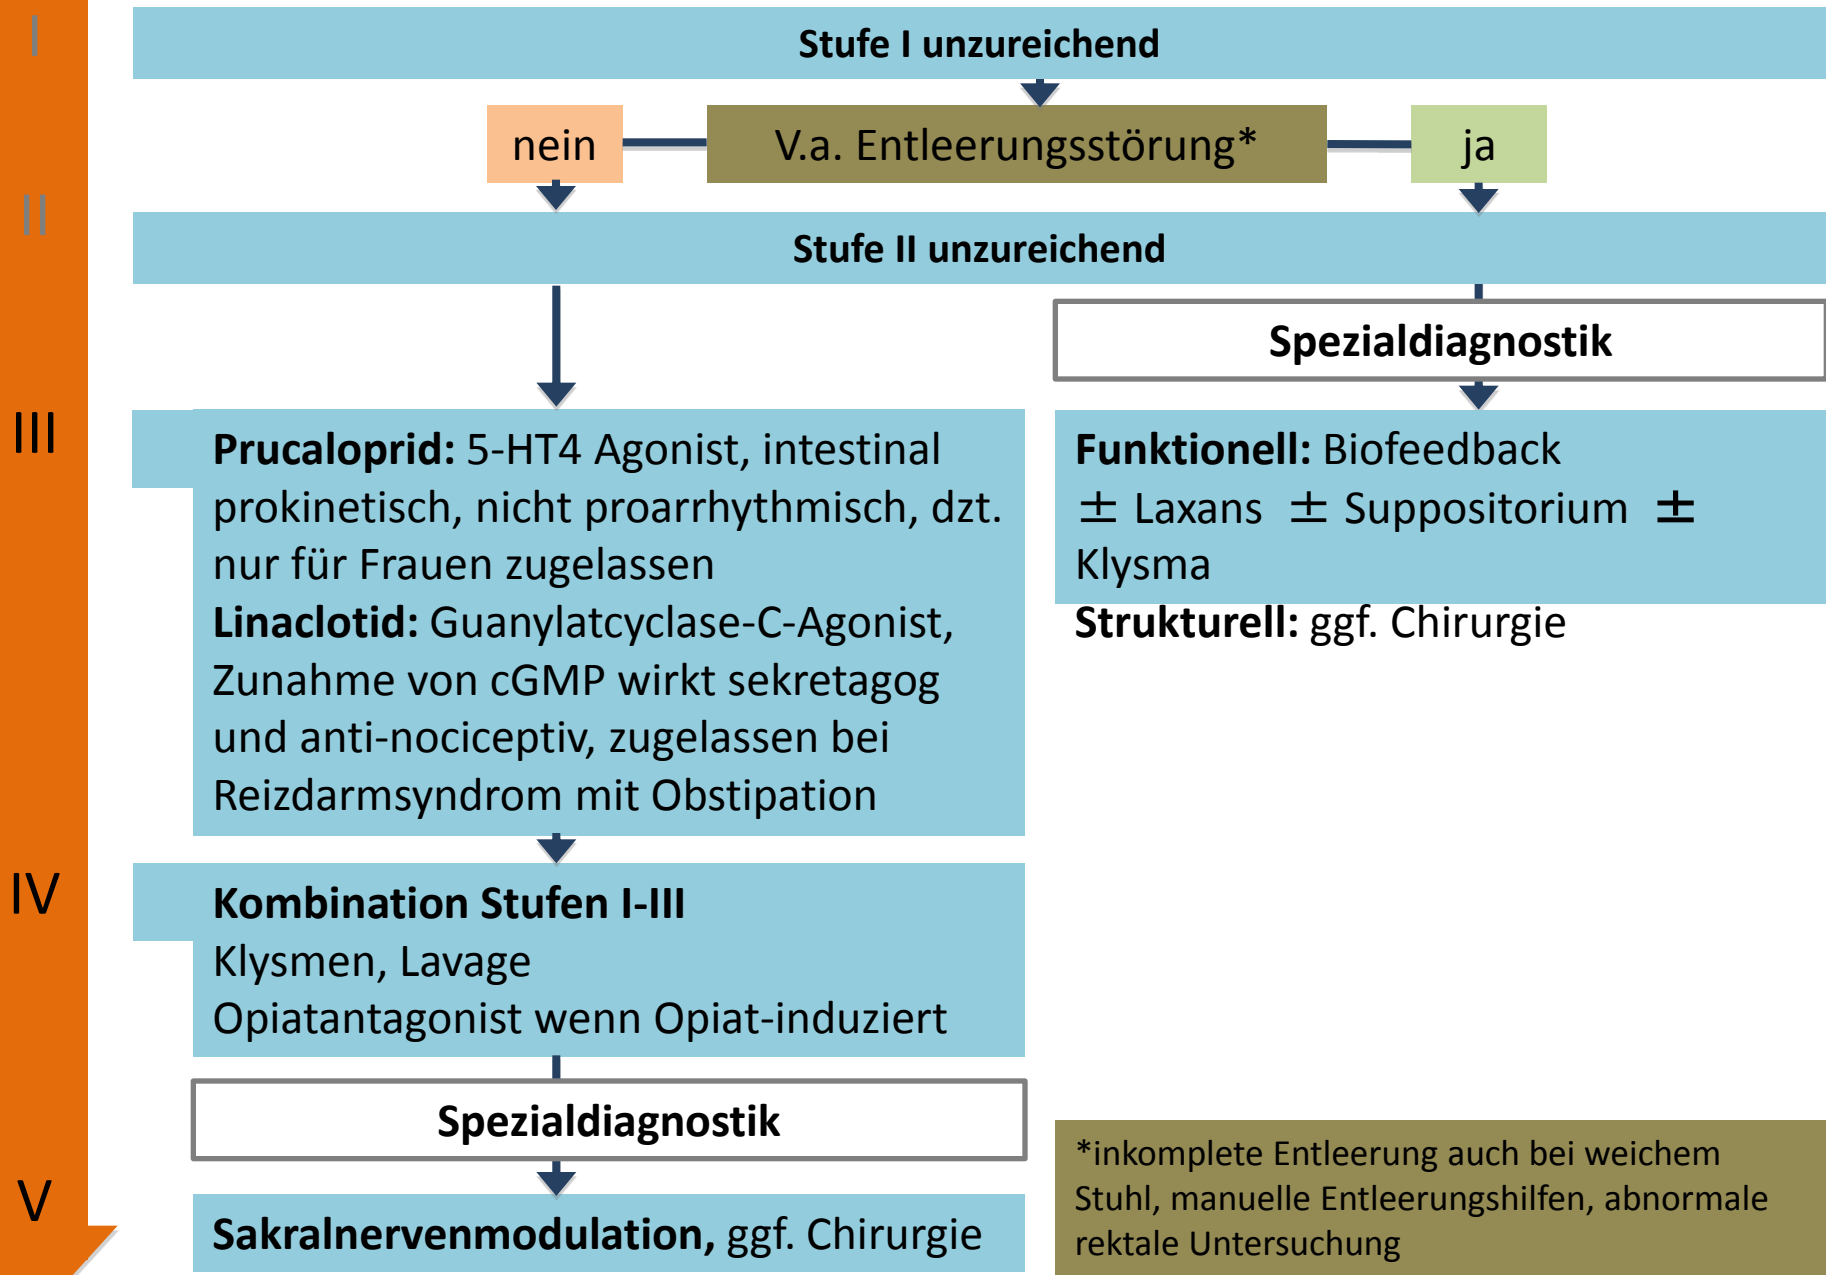 I
Stufe I unzureichend
nein
V.a. Entleerungsstörung*
ja
II
Stufe II unzureichend
Spezialdiagnostik
III
Prucaloprid: 5-HT4 Agonist, intestinal
prokinetisch, nicht proarrhythmisch, dzt.
nur für Frauen zugelassen
Linaclotid: Guanylatcyclase-C-Agonist,
Zunahme von cGMP wirkt sekretagog
und anti-nociceptiv, zugelassen bei
Reizdarmsyndrom mit Obstipation
Funktionell: Biofeedback
± Laxans ± Suppositorium ±
Klysma
Strukturell: ggf. Chirurgie
IV
Kombination Stufen I-III
Klysmen, Lavage
Opiatantagonist wenn Opiat-induziert
Spezialdiagnostik
V
Sakralnervenmodulation, ggf. Chirurgie
*inkomplete Entleerung auch bei weichem
Stuhl, manuelle Entleerungshilfen, abnormale
rektale Untersuchung